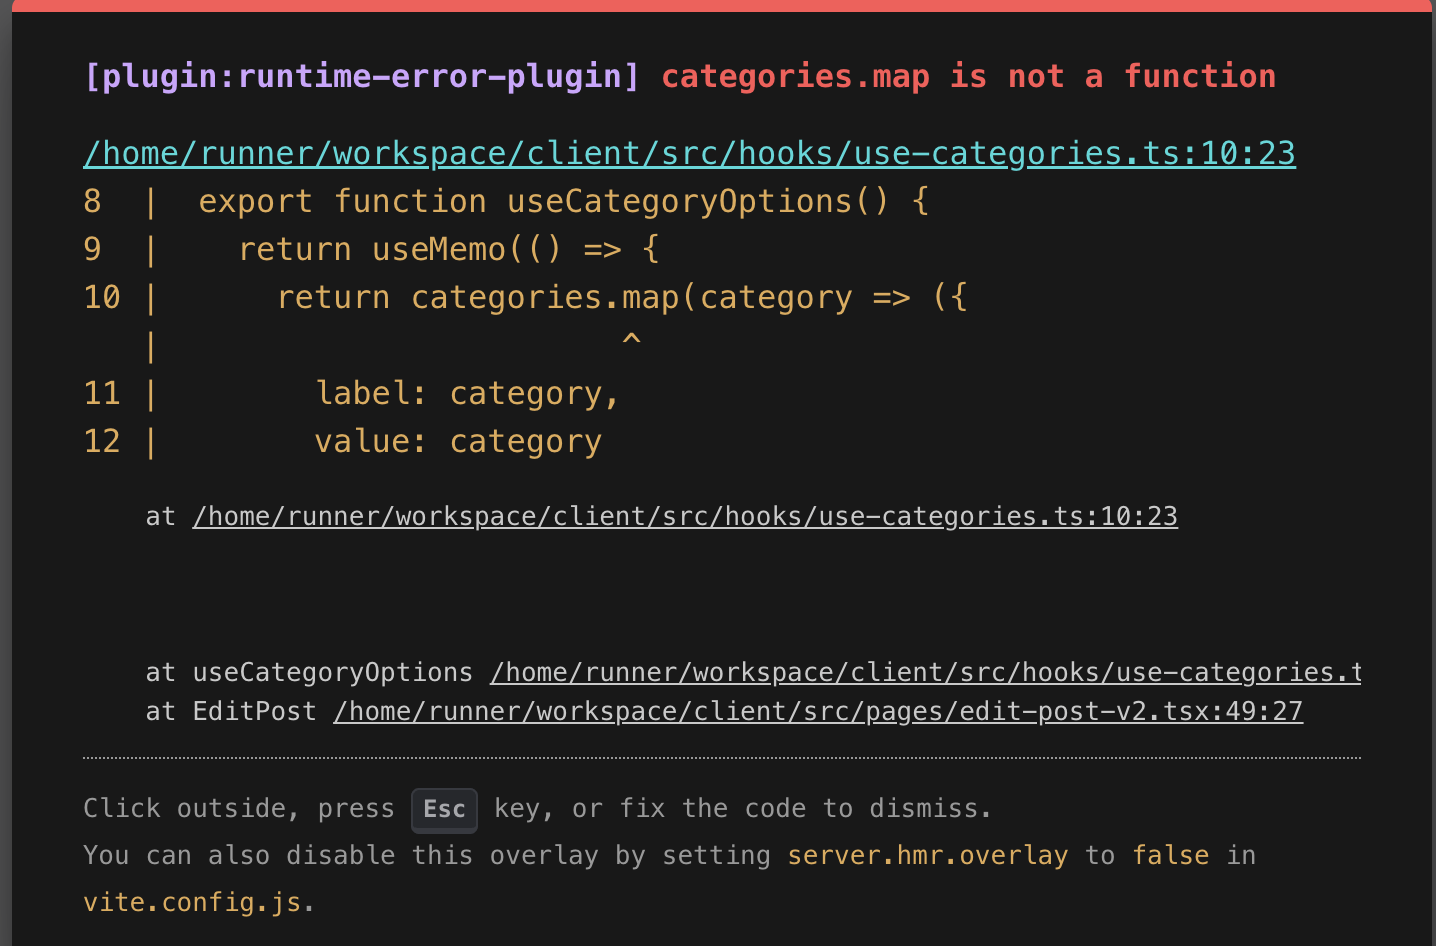 [plugin:runtime-error-plugin] categories.map is not a function
/home/runner/workspace/client/src/hooks/use-categories.ts:10:23
8  |  export function useCategoryOptions() {
9  |    return useMemo(() => {
10 |      return categories.map(category => ({
   |                        ^
11 |        label: category,
12 |        value: category
at /home/runner/workspace/client/src/hooks/use-categories.ts:10:23
at useCategoryOptions /home/runner/workspace/client/src/hooks/use-categories.t
at EditPost /home/runner/workspace/client/src/pages/edit-post-v2.tsx:49:27
Click outside, press Esc key, or fix the code to dismiss.
You can also disable this overlay by setting server.hmr.overlay to false in
vite.config.js.